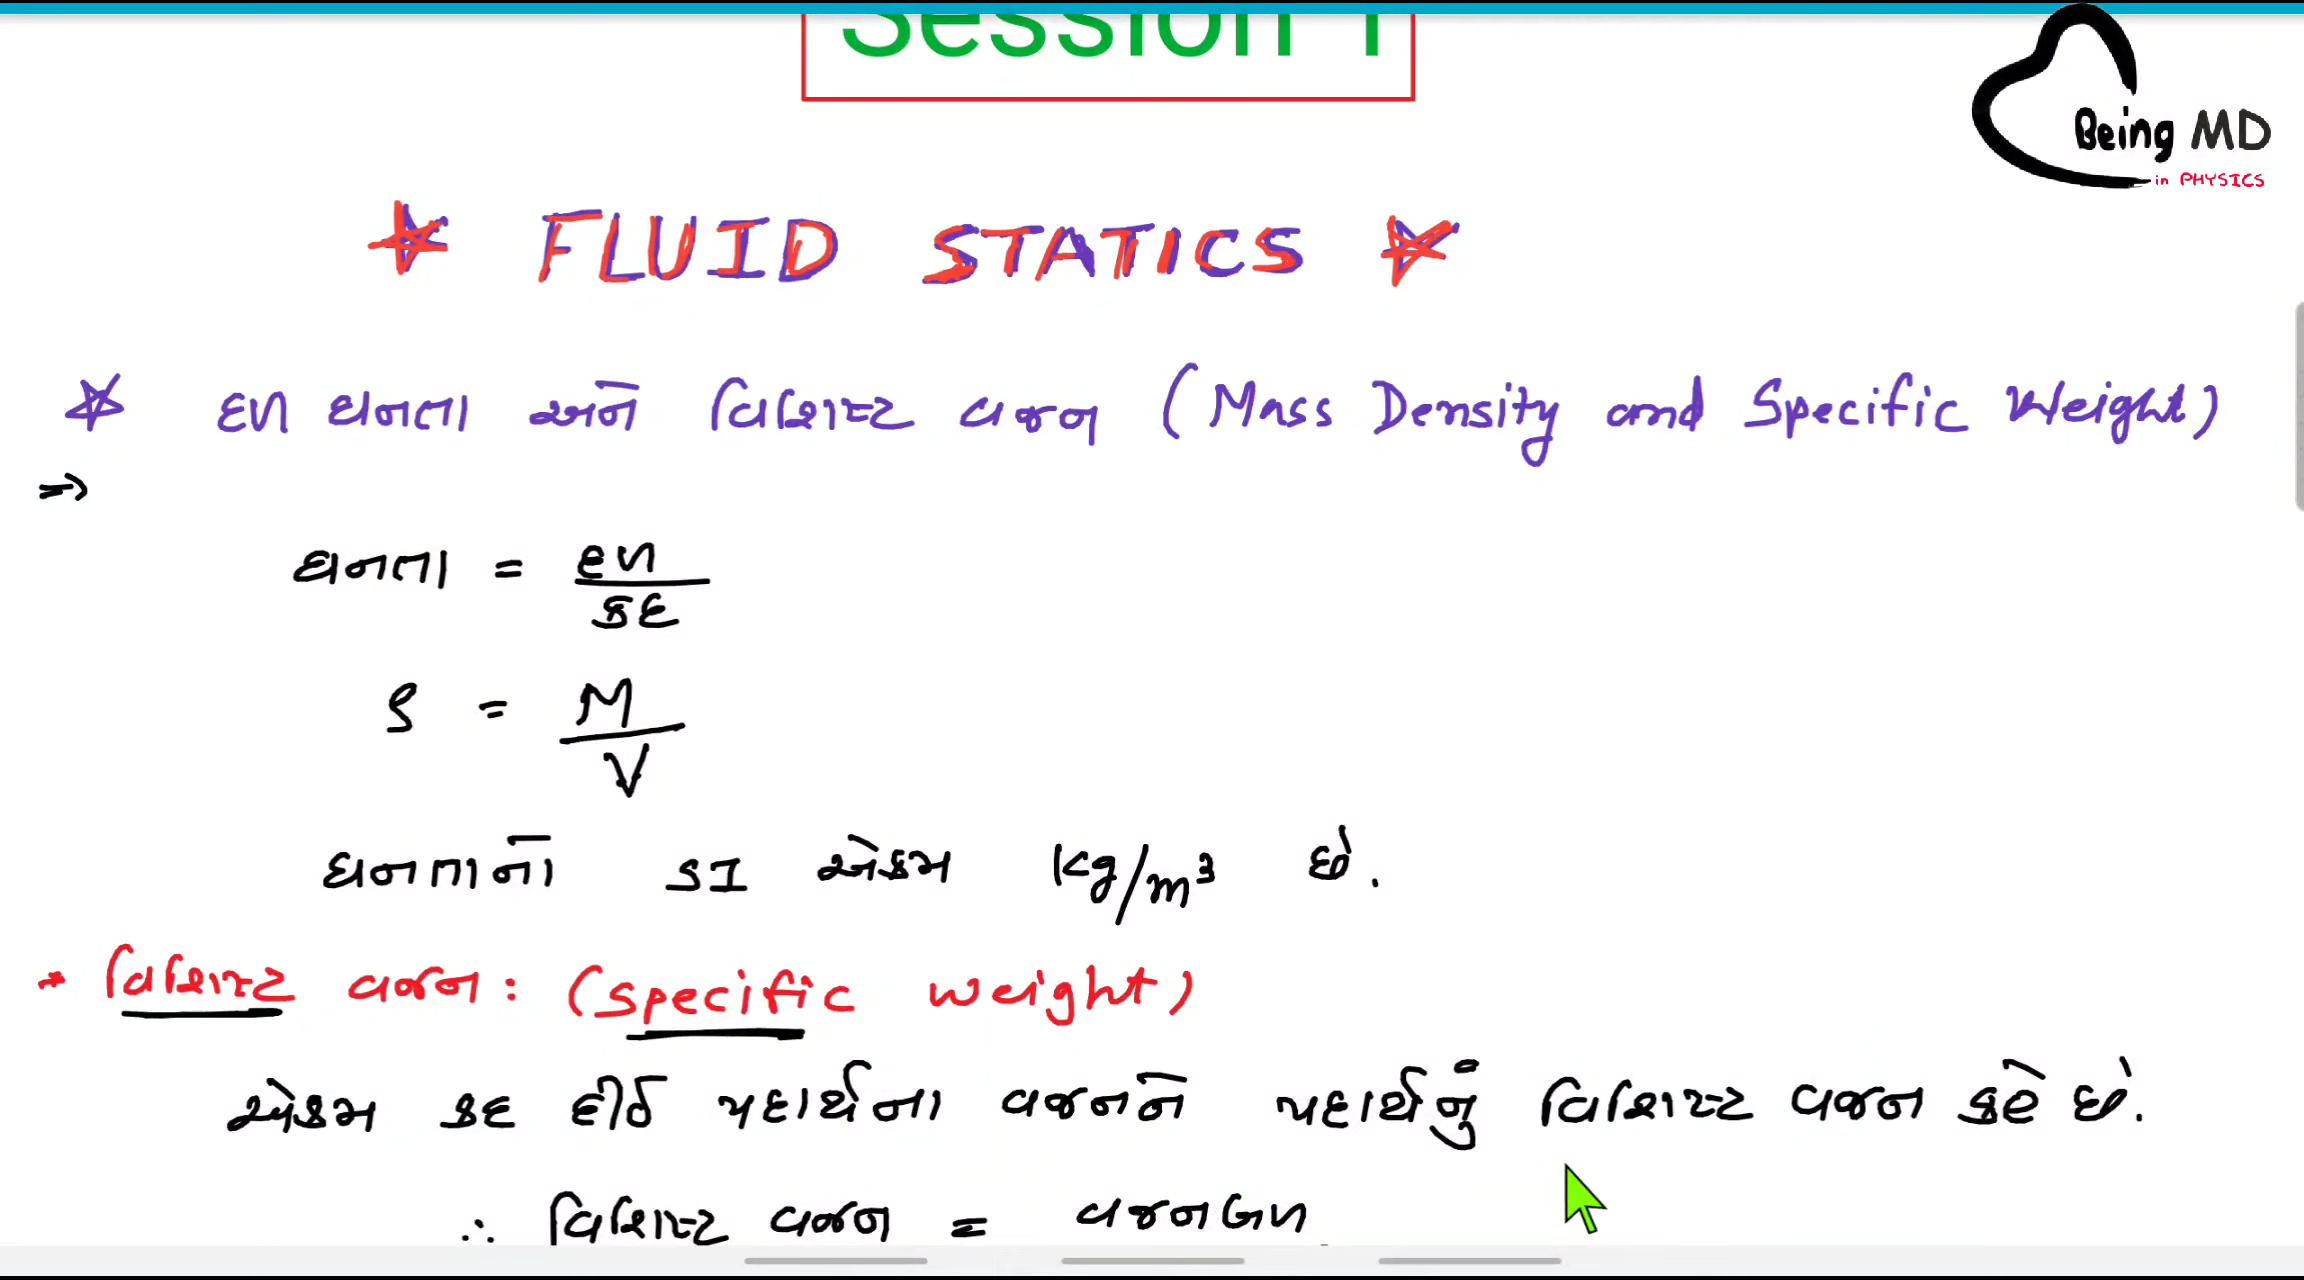 Session 1
Being MD
in PHYSICS
FLUID STATICS
દળ ઘનતા અને વિશિષ્ટ વજન (Mass Density and Specific Weight)
⇒
ઘનતા = દળ / કદ
ρ = M / V
ઘનતાનો SI એકમ kg/m³ છે.
વિશિષ્ટ વજન : (specific weight)
એકમ કદ દીઠ પદાર્થના વજનને પદાર્થનું વિશિષ્ટ વજન કહે છે.
∴ વિશિષ્ટ વજન = વજનબળ